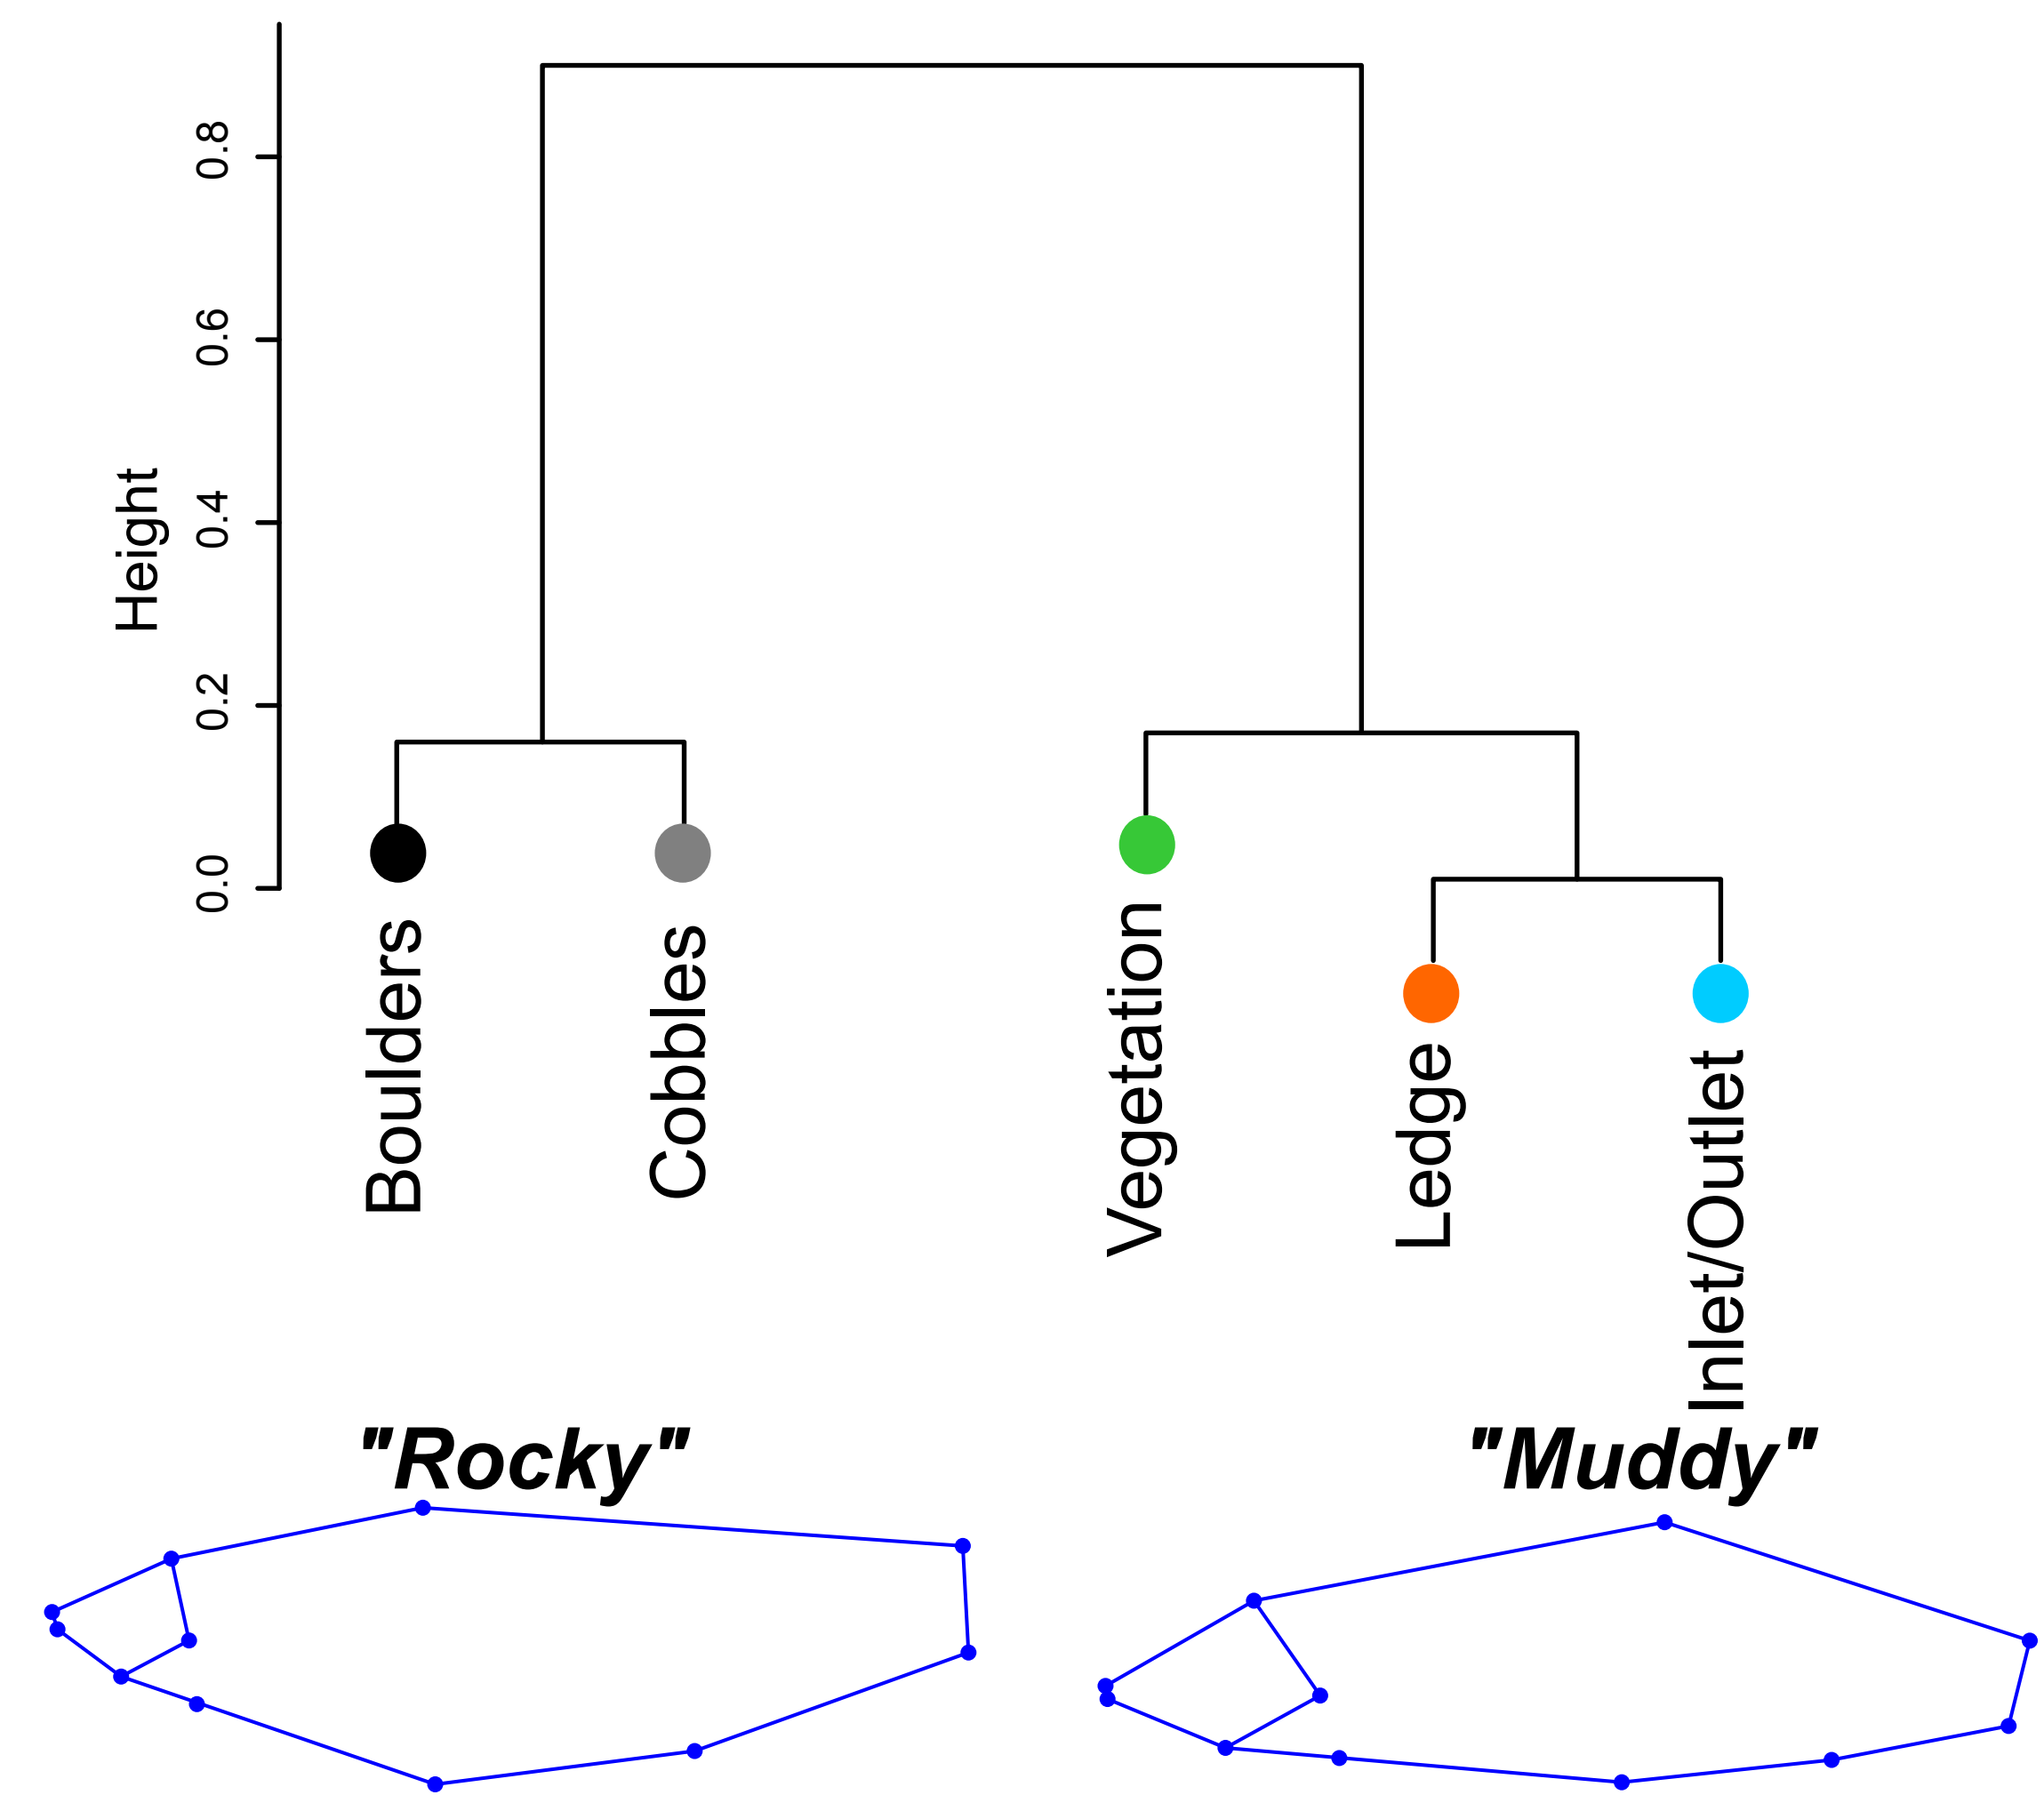 Height
0.8
0.6
0.4
0.2
0.0
Boulders
Cobbles
Vegetation
Ledge
Inlet/Outlet
"Rocky"
"Muddy"